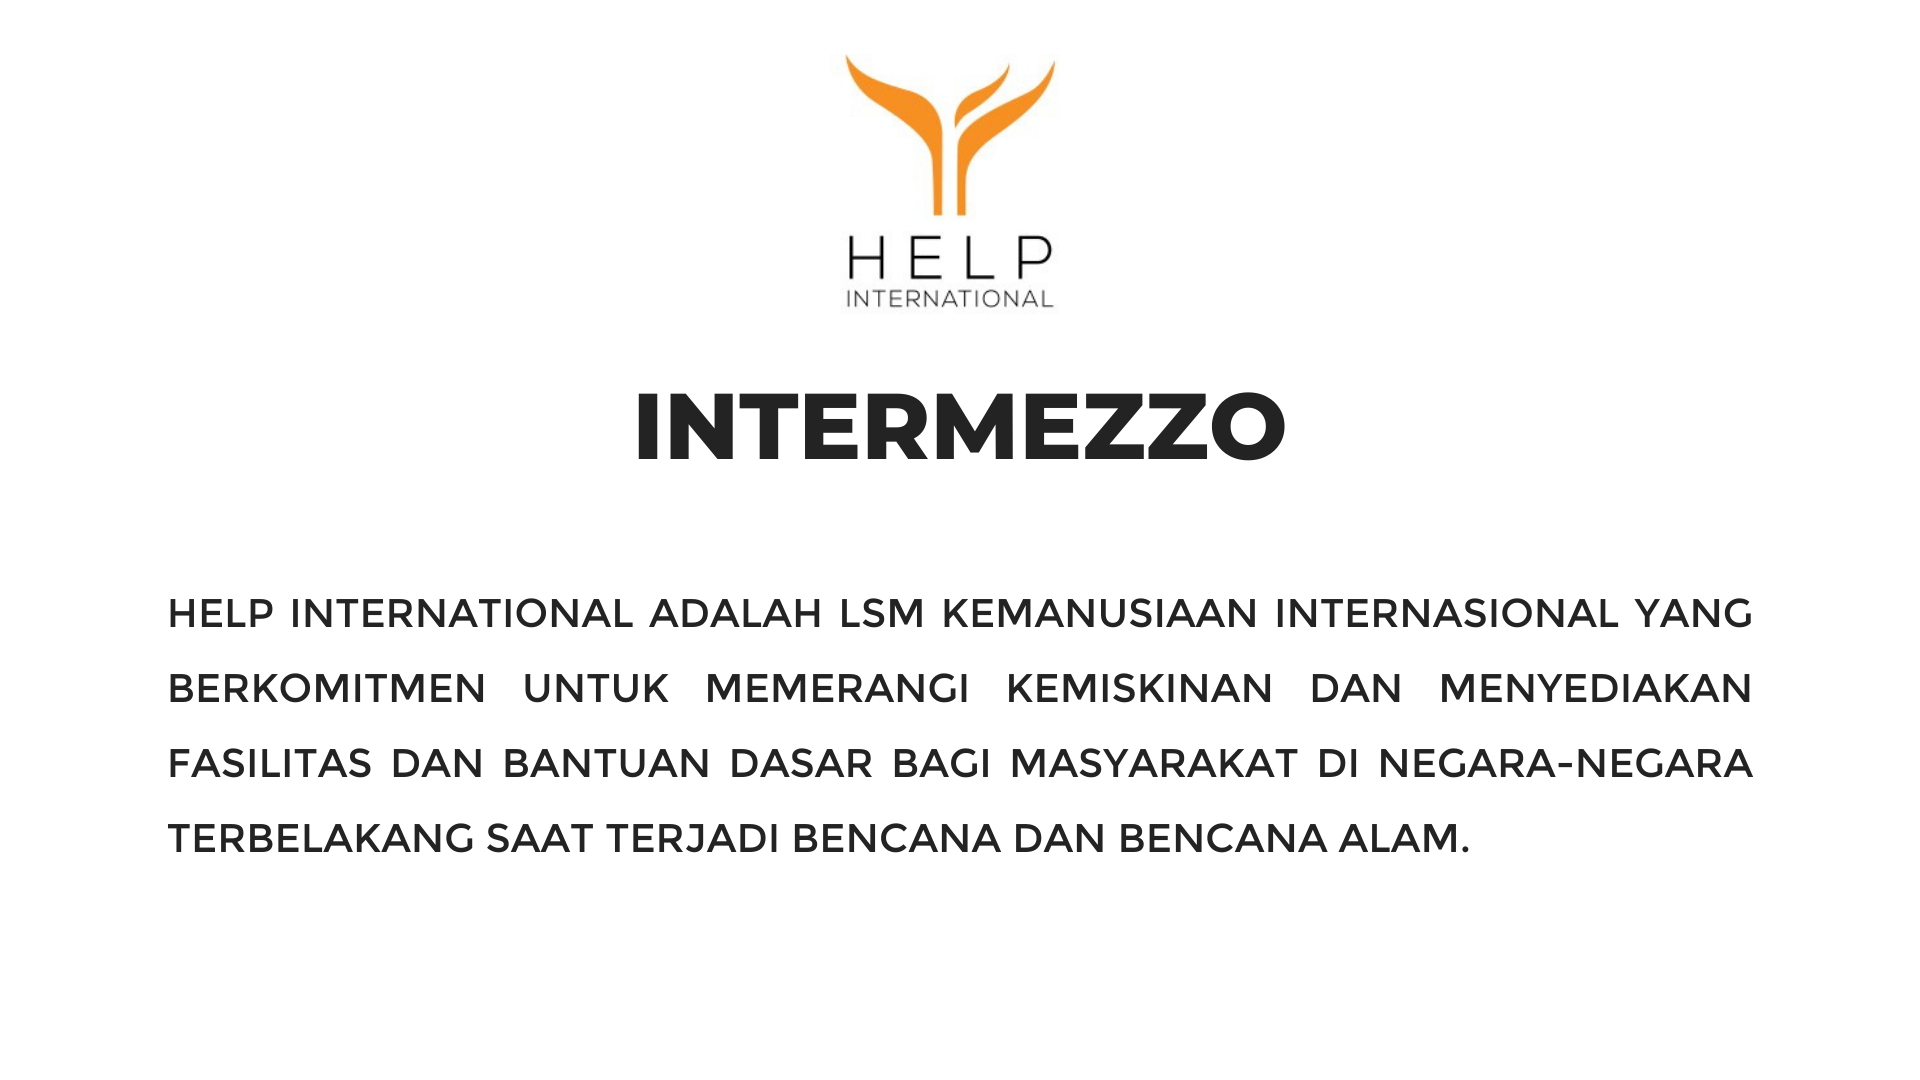 HELP
INTERNATIONAL
INTERMEZZO
HELP INTERNATIONAL ADALAH LSM KEMANUSIAAN INTERNASIONAL YANG
BERKOMITMEN UNTUK MEMERANGI KEMISKINAN DAN MENYEDIAKAN
FASILITAS DAN BANTUAN DASAR BAGI MASYARAKAT DI NEGARA-NEGARA
TERBELAKANG SAAT TERJADI BENCANA DAN BENCANA ALAM.